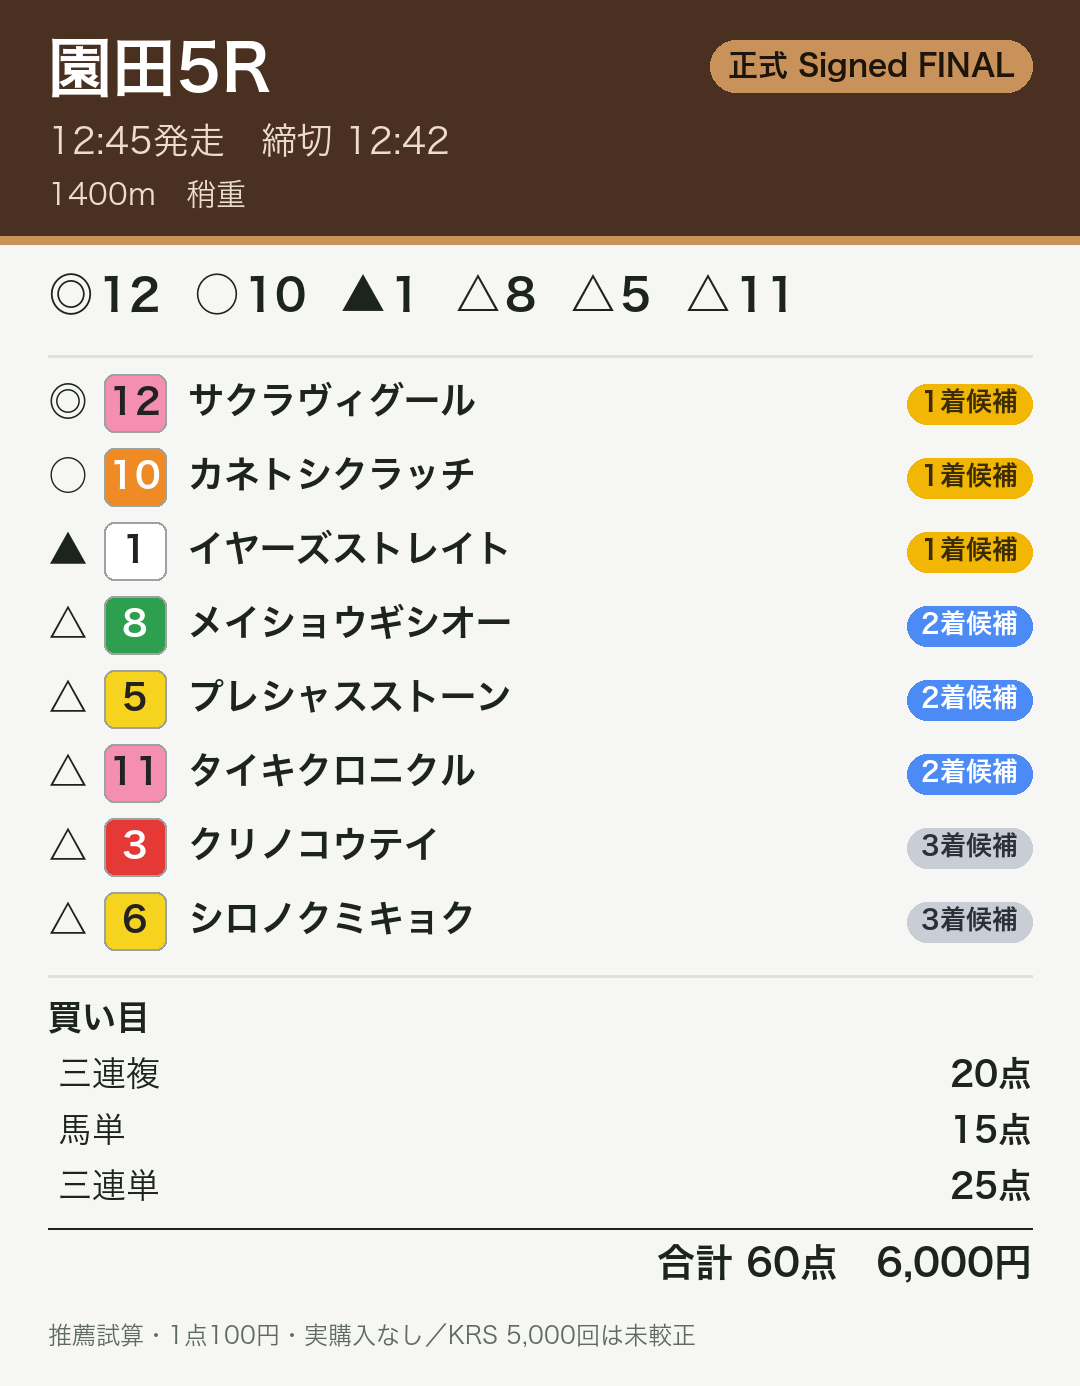 園田5R
正式 Signed FINAL
12:45発走　締切 12:42
1400m　稍重
◎12 ○10 ▲1 △8 △5 △11
◎ 12 サクラヴィグール 1着候補
○ 10 カネトシクラッチ 1着候補
▲ 1 イヤーズストレイト 1着候補
△ 8 メイショウギシオー 2着候補
△ 5 プレシャスストーン 2着候補
△ 11 タイキクロニクル 2着候補
△ 3 クリノコウテイ 3着候補
△ 6 シロノクミキョク 3着候補
買い目
三連複 20点
馬単 15点
三連単 25点
合計 60点　6,000円
推薦試算・1点100円・実購入なし／KRS 5,000回は未較正